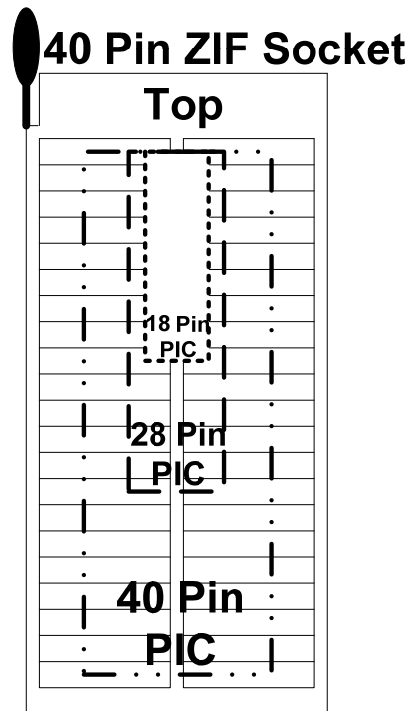 40 Pin ZIF Socket
Top
18 Pin
PIC
28 Pin
PIC
40 Pin
PIC